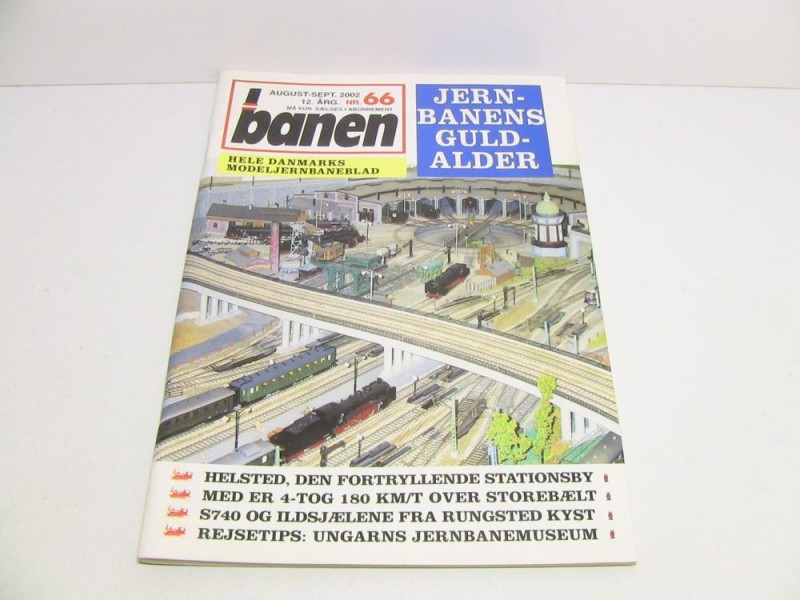 AUGUST-SEPT. 2002
12. ÅRG. NR. 66
MÅ KUN SÆLGES I ABONNEMENT
banen
HELE DANMARKS
MODELJERNBANEBLAD
JERN-
BANENS
GULD-
ALDER
HELSTED, DEN FORTRYLLENDE STATIONSBY
MED ER 4-TOG 180 KM/T OVER STOREBÆLT
S740 OG ILDSJÆLENE FRA RUNGSTED KYST
REJSETIPS: UNGARNS JERNBANEMUSEUM